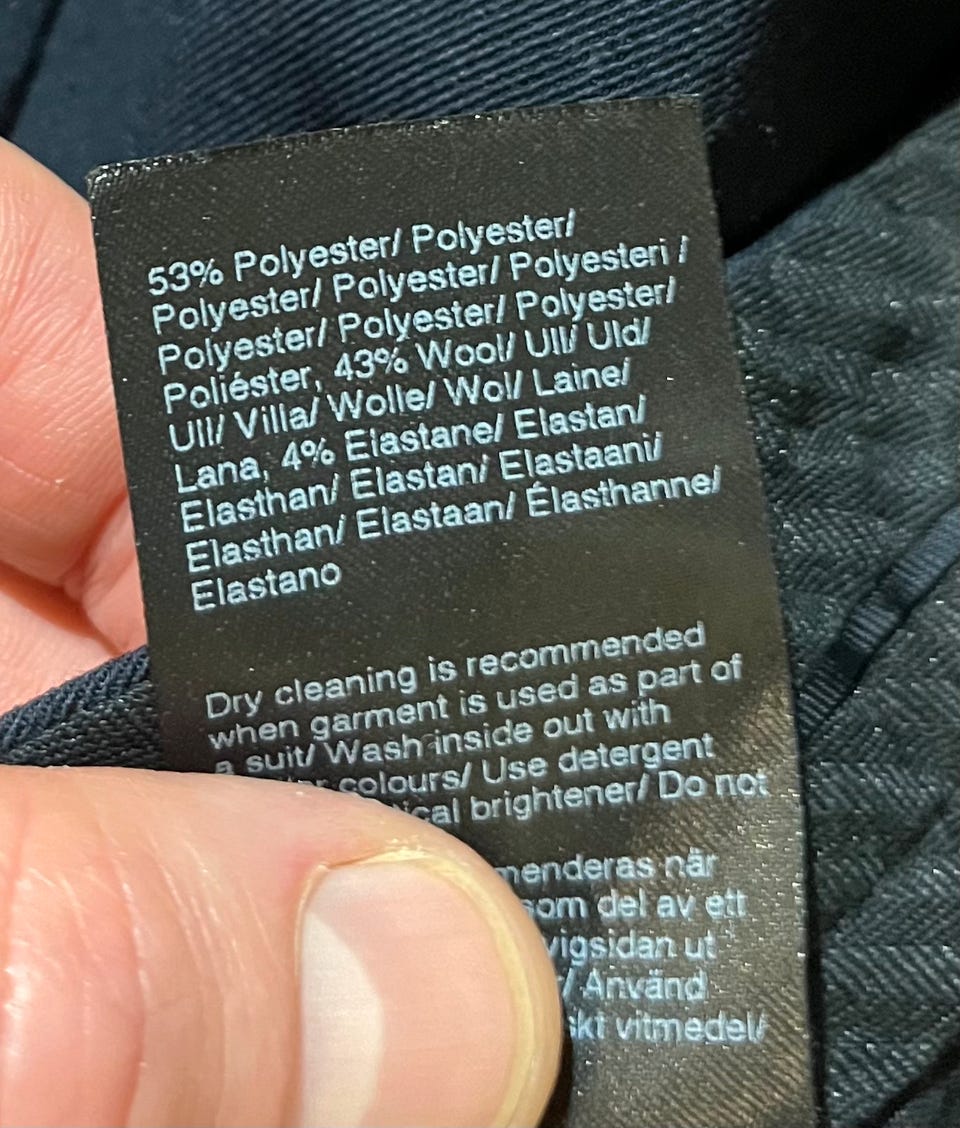 53% Polyester/ Polyester/
Polyester/ Polyester/ Polyesteri /
Polyester/ Polyester/ Polyester/
Poliéster, 43% Wool/ Ull/ Uld/
Ull/ Villa/ Wolle/ Wol/ Laine/
Lana, 4% Elastane/ Elastan/
Elasthan/ Elastan/ Elastaani/
Elasthan/ Elastaan/ Élasthanne/
Elastano
Dry cleaning is recommended
when garment is used as part of
a suit/ Wash inside out with
colours/ Use detergent
brightener/ Do not
när
som del av ett
ut
/ Använd
vitmedel/